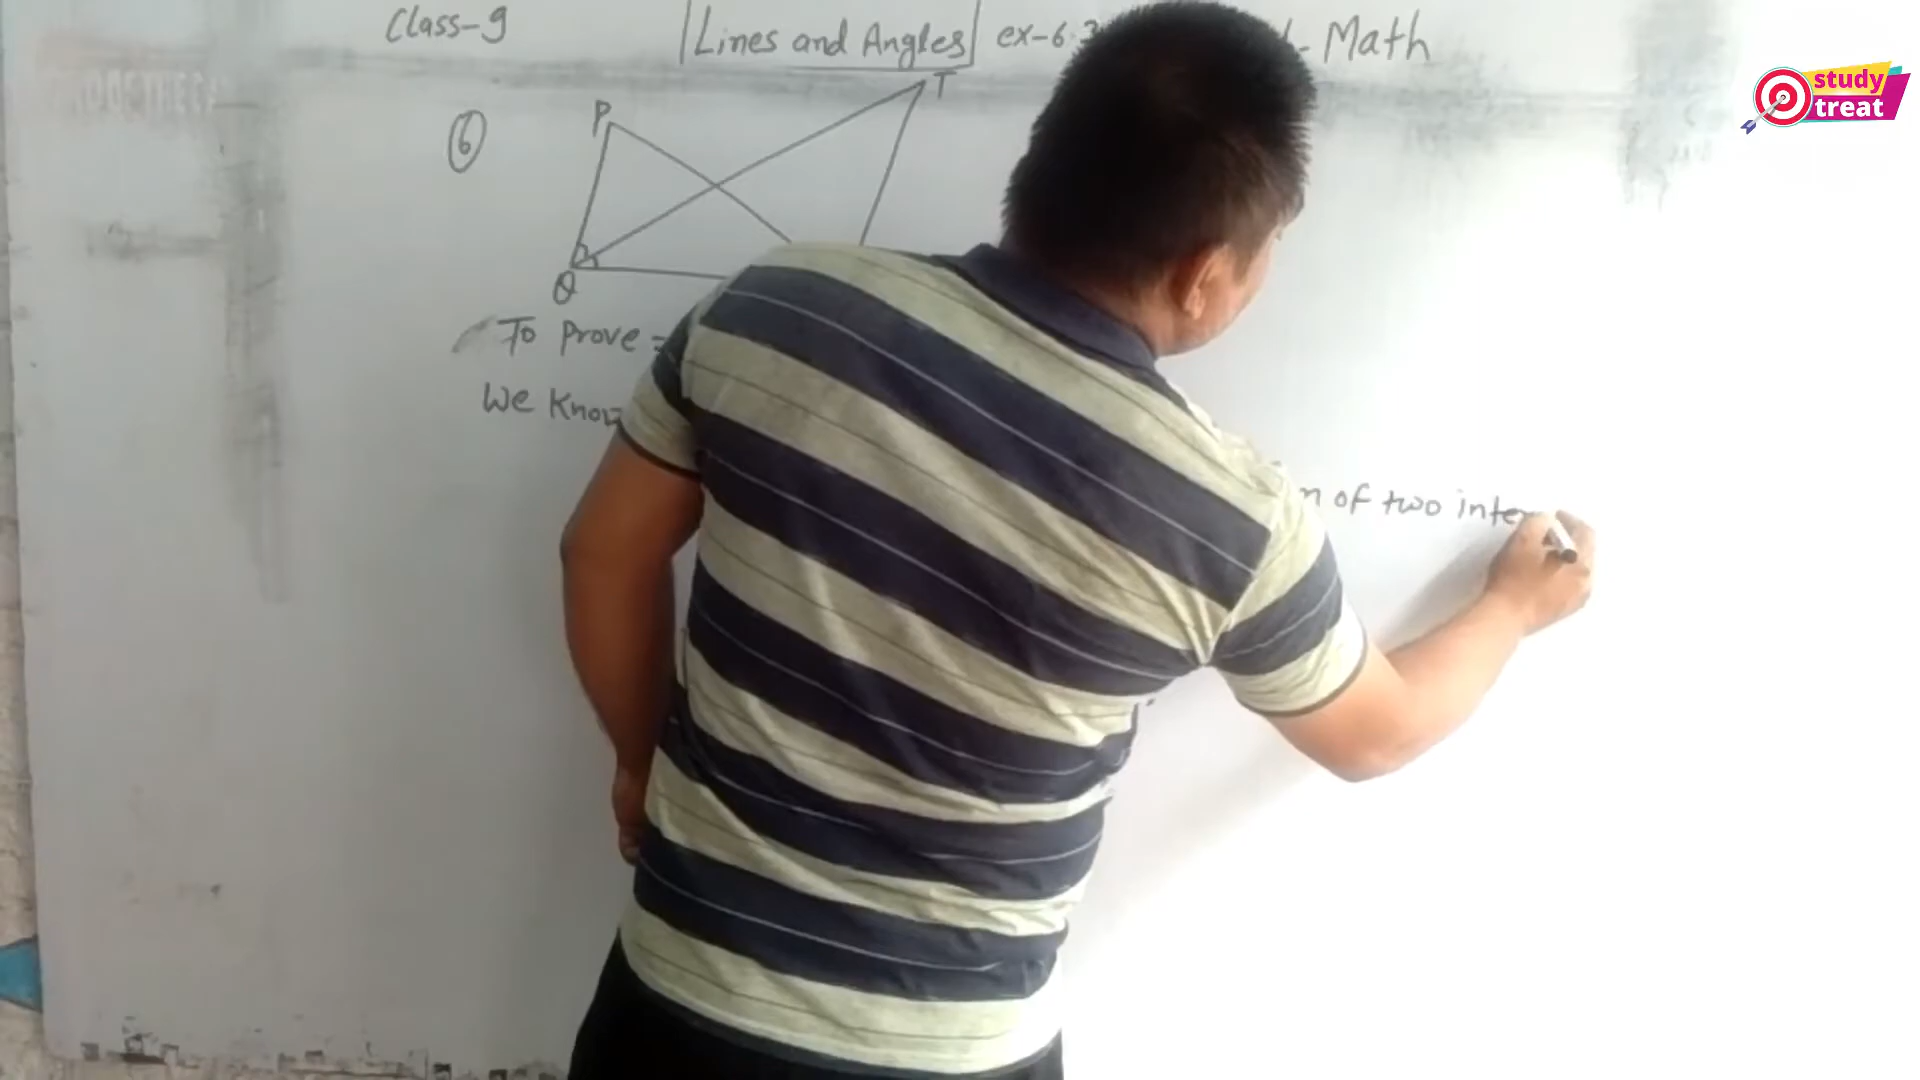 Class-9
Lines and Angles ex-6.3 Math
study
treat
6
P
T
Q
To Prove =
We Know
n of two inte